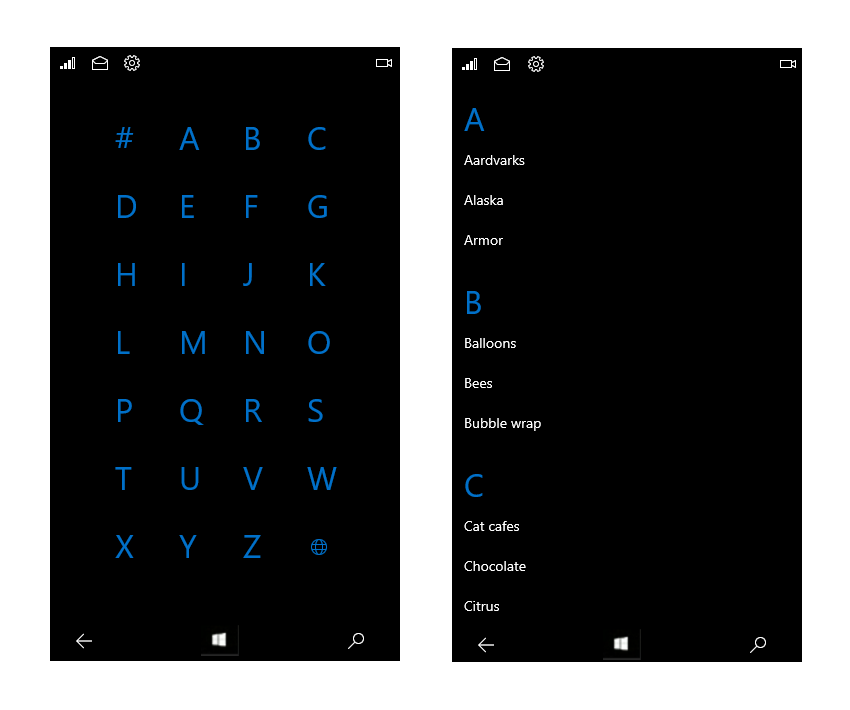 # A B C
D E F G
H I J K
L M N O
P Q R S
T U V W
X Y Z
A
Aardvarks
Alaska
Armor
B
Balloons
Bees
Bubble wrap
C
Cat cafes
Chocolate
Citrus